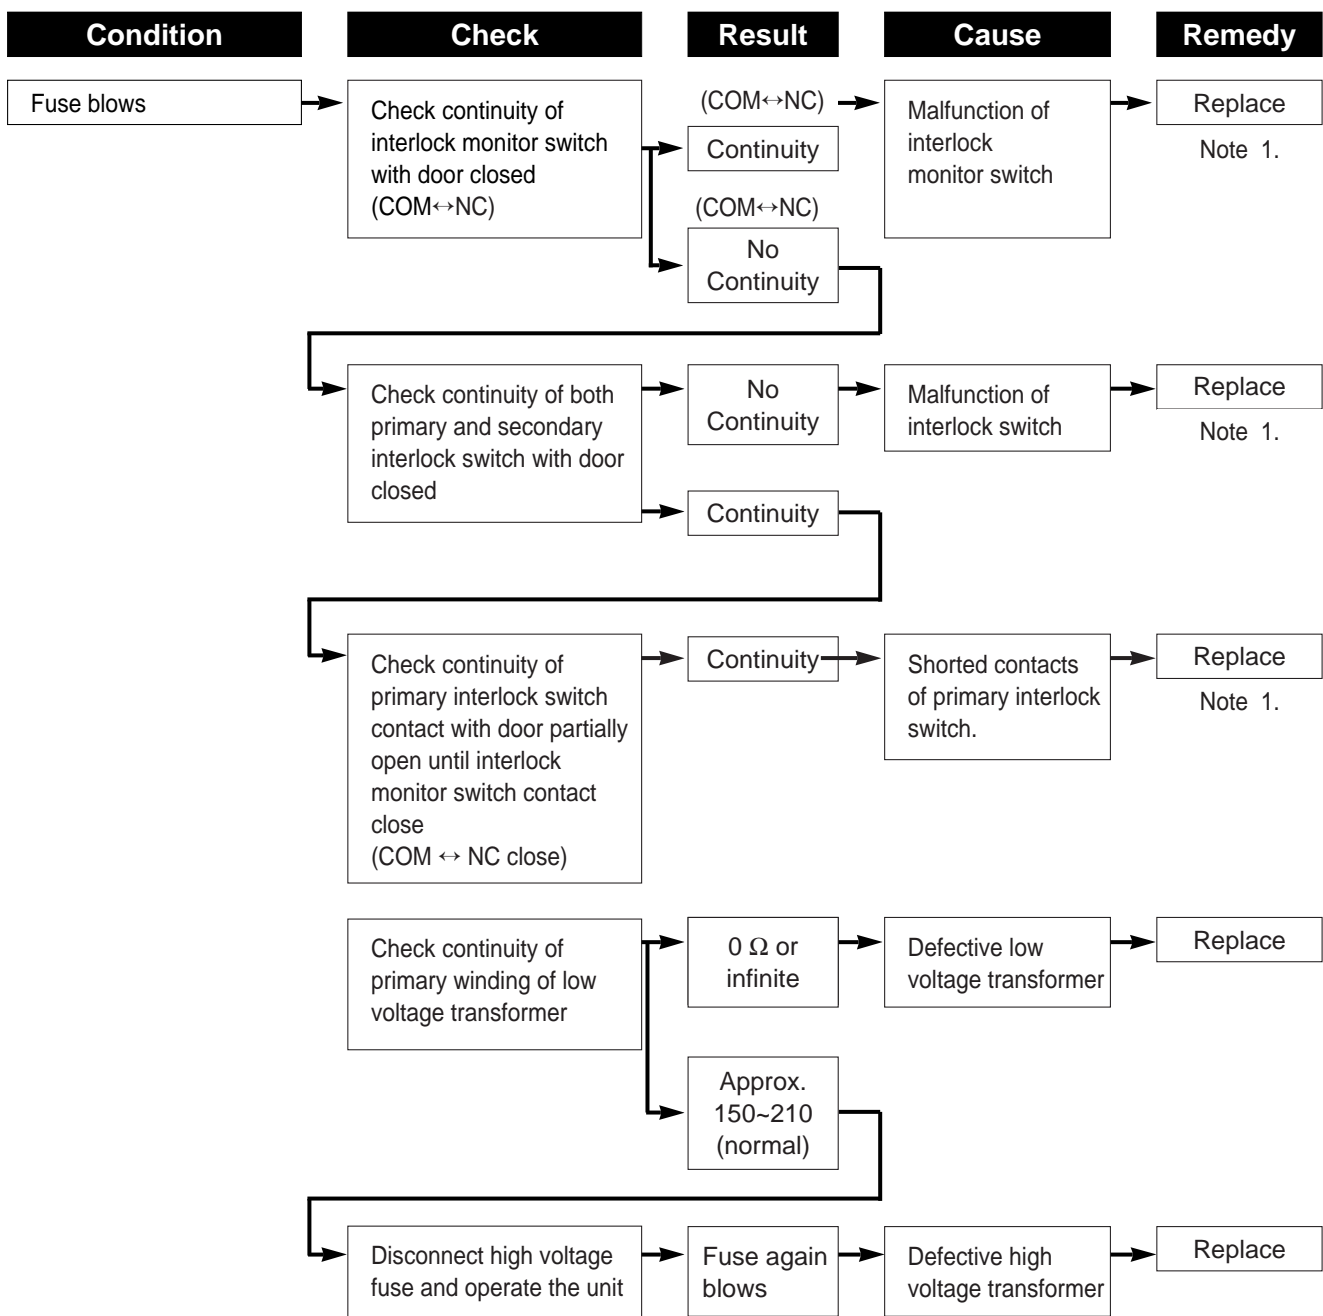 Condition Check Result Cause Remedy
Fuse blows
Check continuity of
interlock monitor switch
with door closed
(COM↔NC)
(COM↔NC)
Continuity
(COM↔NC)
No
Continuity
Malfunction of
interlock
monitor switch
Replace
Note 1.
Check continuity of both
primary and secondary
interlock switch with door
closed
No
Continuity
Continuity
Malfunction of
interlock switch
Replace
Note 1.
Check continuity of
primary interlock switch
contact with door partially
open until interlock
monitor switch contact
close
(COM ↔ NC close)
Continuity
Shorted contacts
of primary interlock
switch.
Replace
Note 1.
Check continuity of
primary winding of low
voltage transformer
0 Ω or
infinite
Approx.
150~210
(normal)
Defective low
voltage transformer
Replace
Disconnect high voltage
fuse and operate the unit
Fuse again
blows
Defective high
voltage transformer
Replace